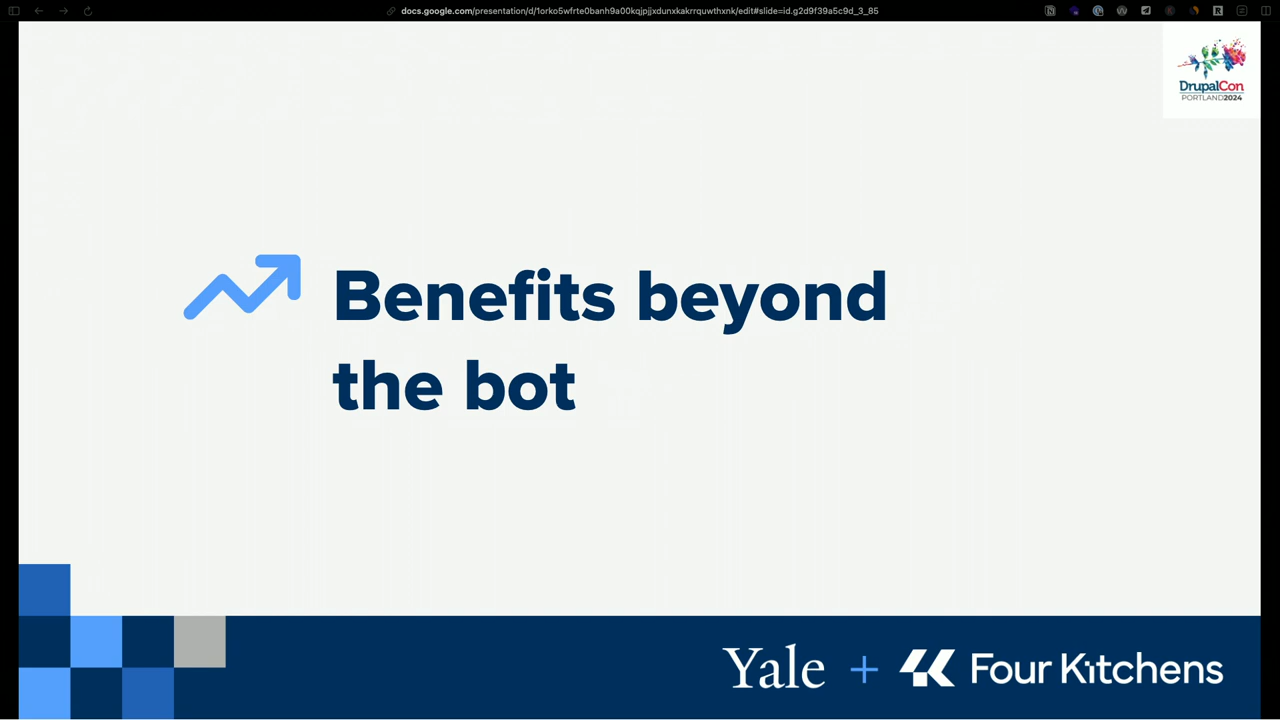 docs.google.com/presentation/d/1orko5wfrte0banh9a00kqjpjjxdunxkakrrquwthxnk/edit#slide=id.g2d9f39a5c9d_3_85
DrupalCon
PORTLAND2024
Benefits beyond
the bot
Yale + Four Kitchens